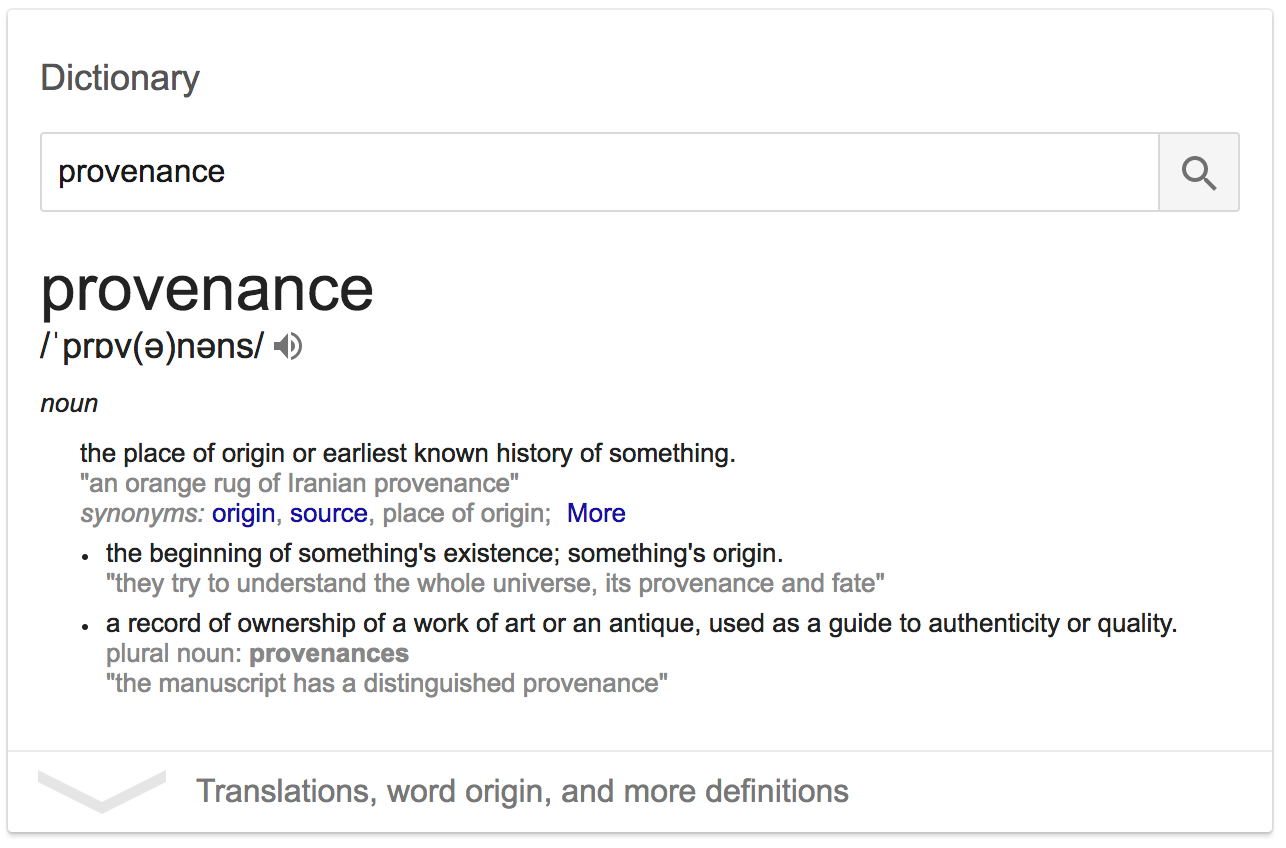 Dictionary
provenance
provenance
/ˈprɒv(ə)nəns/
noun
the place of origin or earliest known history of something.
"an orange rug of Iranian provenance"
synonyms: origin, source, place of origin; More
• the beginning of something's existence; something's origin.
"they try to understand the whole universe, its provenance and fate"
• a record of ownership of a work of art or an antique, used as a guide to authenticity or quality.
plural noun: provenances
"the manuscript has a distinguished provenance"
Translations, word origin, and more definitions